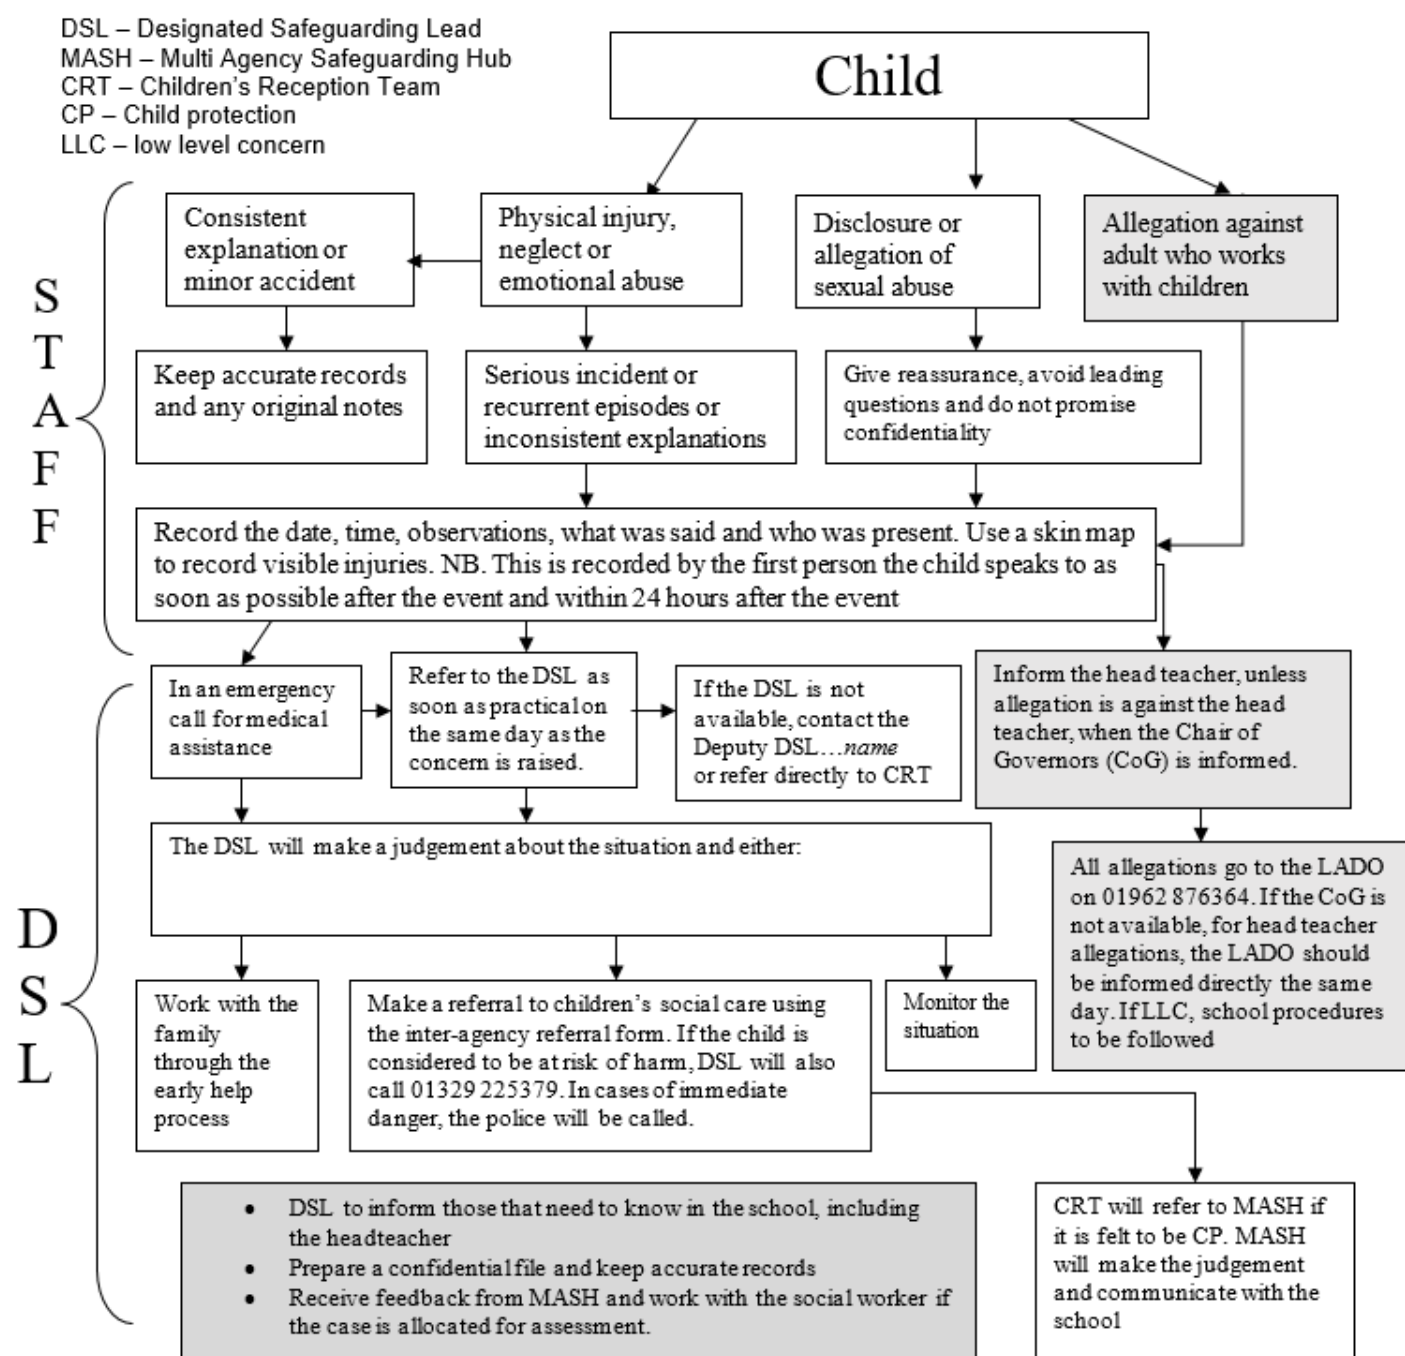 DSL – Designated Safeguarding Lead
MASH – Multi Agency Safeguarding Hub
CRT – Children's Reception Team
CP – Child protection
LLC – low level concern
Child
STAFF
Consistent
explanation or
minor accident
Physical injury,
neglect or
emotional abuse
Disclosure or
allegation of
sexual abuse
Allegation against
adult who works
with children
Keep accurate records
and any original notes
Serious incident or
recurrent episodes or
inconsistent explanations
Give reassurance, avoid leading
questions and do not promise
confidentiality
Record the date, time, observations, what was said and who was present. Use a skin map
to record visible injuries. NB. This is recorded by the first person the child speaks to as
soon as possible after the event and within 24 hours after the event
DSL
In an emergency
call for medical
assistance
Refer to the DSL as
soon as practical on
the same day as the
concern is raised.
If the DSL is not
available, contact the
Deputy DSL…name
or refer directly to CRT
Inform the head teacher, unless
allegation is against the head
teacher, when the Chair of
Governors (CoG) is informed.
The DSL will make a judgement about the situation and either:
All allegations go to the LADO
on 01962 876364. If the CoG is
not available, for head teacher
allegations, the LADO should
be informed directly the same
day. If LLC, school procedures
to be followed
Work with the
family
through the
early help
process
Make a referral to children's social care using
the inter-agency referral form. If the child is
considered to be at risk of harm, DSL will also
call 01329 225379. In cases of immediate
danger, the police will be called.
Monitor the
situation
• DSL to inform those that need to know in the school, including
the headteacher
• Prepare a confidential file and keep accurate records
• Receive feedback from MASH and work with the social worker if
the case is allocated for assessment.
CRT will refer to MASH if
it is felt to be CP. MASH
will make the judgement
and communicate with the
school